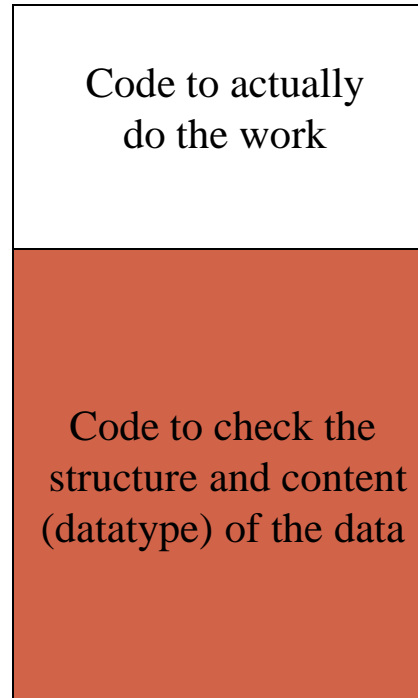 Code to actually
do the work
Code to check the
structure and content
(datatype) of the data